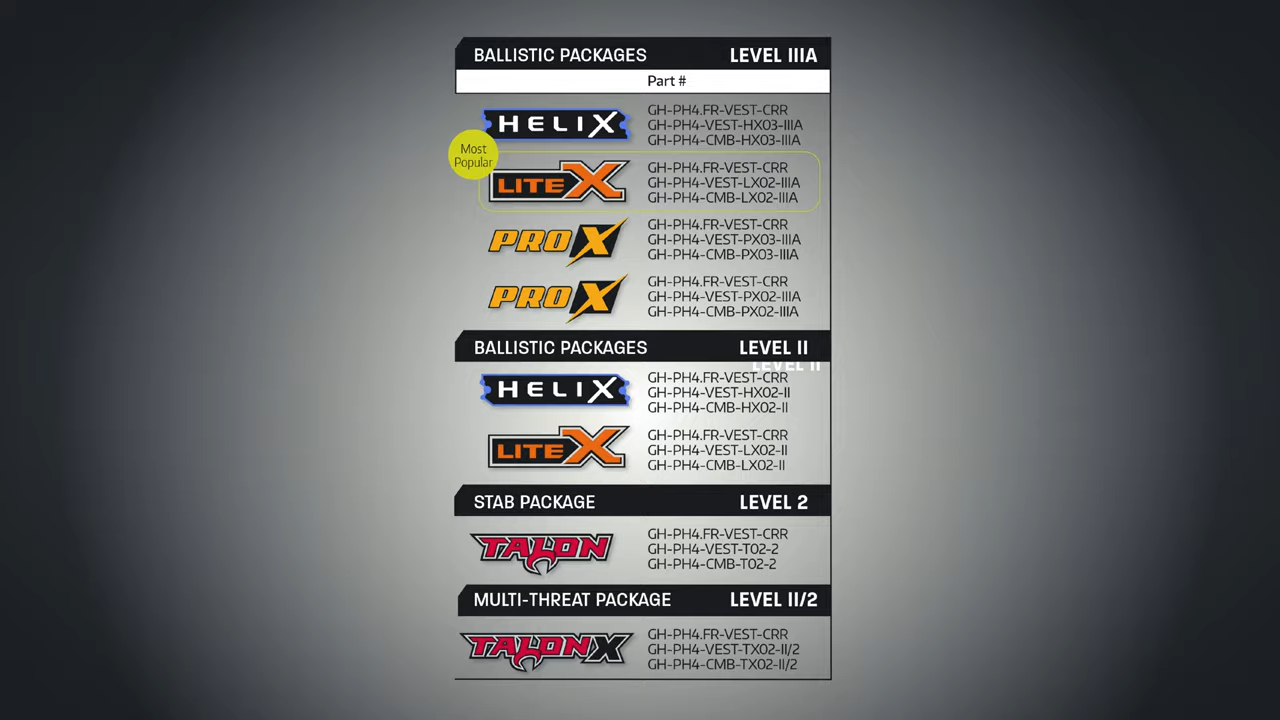 BALLISTIC PACKAGES LEVEL IIIA
Part #
HELIX
GH-PH4.FR-VEST-CRR
GH-PH4-VEST-HX03-IIIA
GH-PH4-CMB-HX03-IIIA
Most
Popular
LITE X
GH-PH4.FR-VEST-CRR
GH-PH4-VEST-LX02-IIIA
GH-PH4-CMB-LX02-IIIA
PRO X
GH-PH4.FR-VEST-CRR
GH-PH4-VEST-PX03-IIIA
GH-PH4-CMB-PX03-IIIA
PRO X
GH-PH4.FR-VEST-CRR
GH-PH4-VEST-PX02-IIIA
GH-PH4-CMB-PX02-IIIA
BALLISTIC PACKAGES LEVEL II
LEVEL II
HELIX
GH-PH4.FR-VEST-CRR
GH-PH4-VEST-HX02-II
GH-PH4-CMB-HX02-II
LITE X
GH-PH4.FR-VEST-CRR
GH-PH4-VEST-LX02-II
GH-PH4-CMB-LX02-II
STAB PACKAGE LEVEL 2
TALON
GH-PH4.FR-VEST-CRR
GH-PH4-VEST-T02-2
GH-PH4-CMB-T02-2
MULTI-THREAT PACKAGE LEVEL II/2
TALONX
GH-PH4.FR-VEST-CRR
GH-PH4-VEST-TX02-II/2
GH-PH4-CMB-TX02-II/2